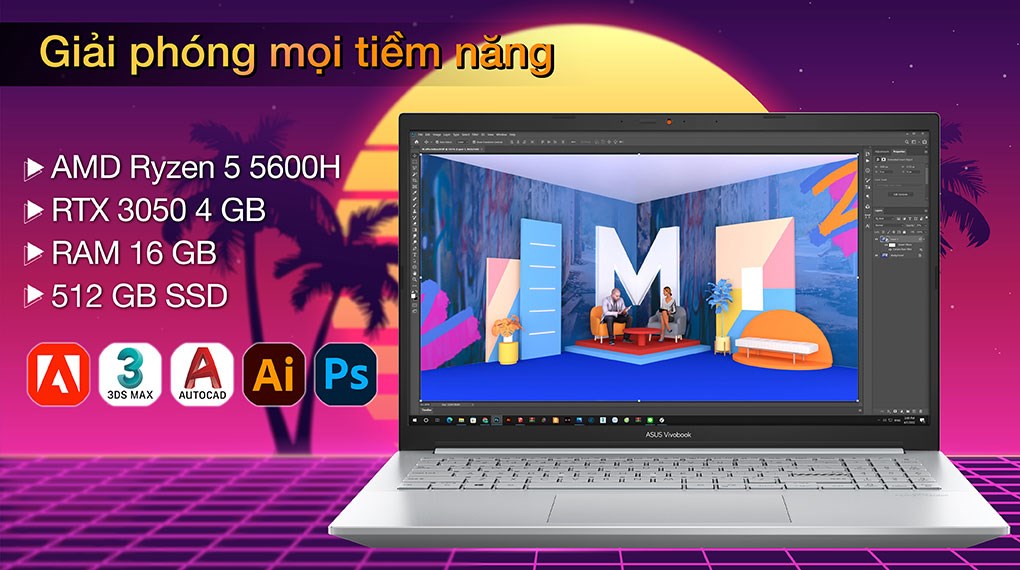 Giải phóng mọi tiềm năng
AMD Ryzen 5 5600H
RTX 3050 4 GB
RAM 16 GB
512 GB SSD
3
3DS MAX
A
AUTOCAD
Ai
Ps
M
ASUS Vivobook